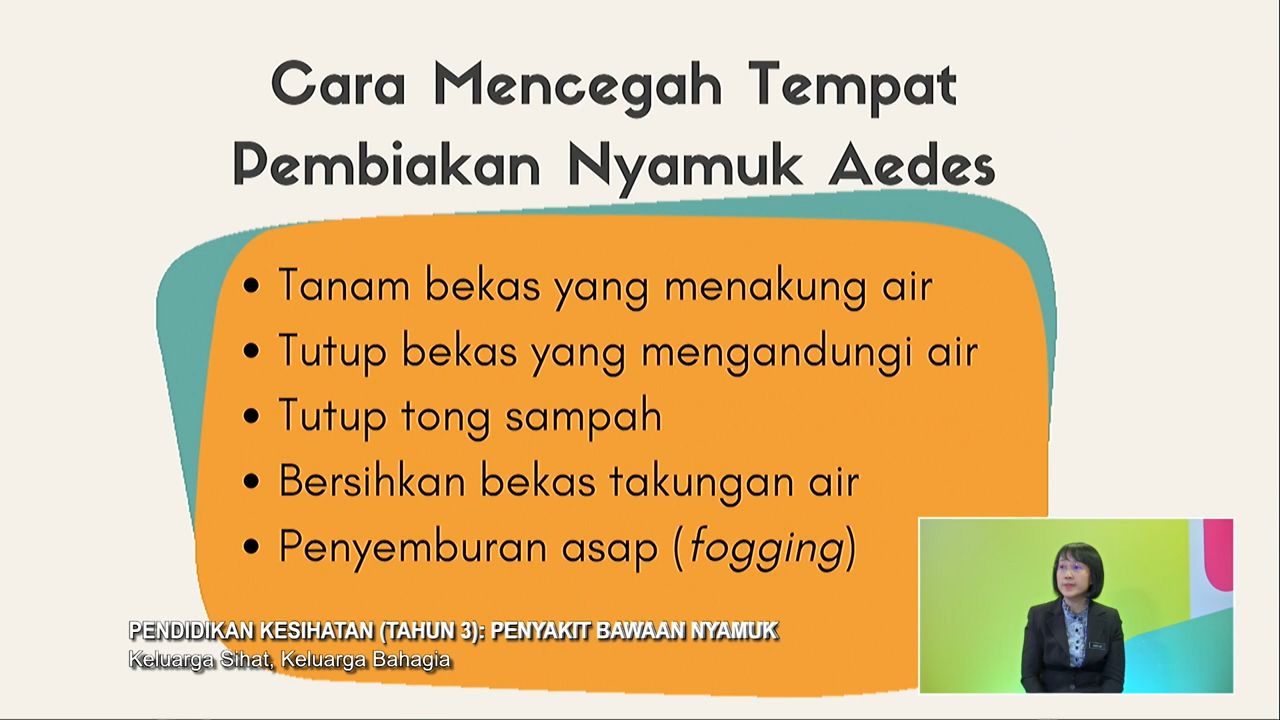 Cara Mencegah Tempat
Pembiakan Nyamuk Aedes
• Tanam bekas yang menakung air
• Tutup bekas yang mengandungi air
• Tutup tong sampah
• Bersihkan bekas takungan air
• Penyemburan asap (fogging)
PENDIDIKAN KESIHATAN (TAHUN 3): PENYAKIT BAWAAN NYAMUK
Keluarga Sihat, Keluarga Bahagia